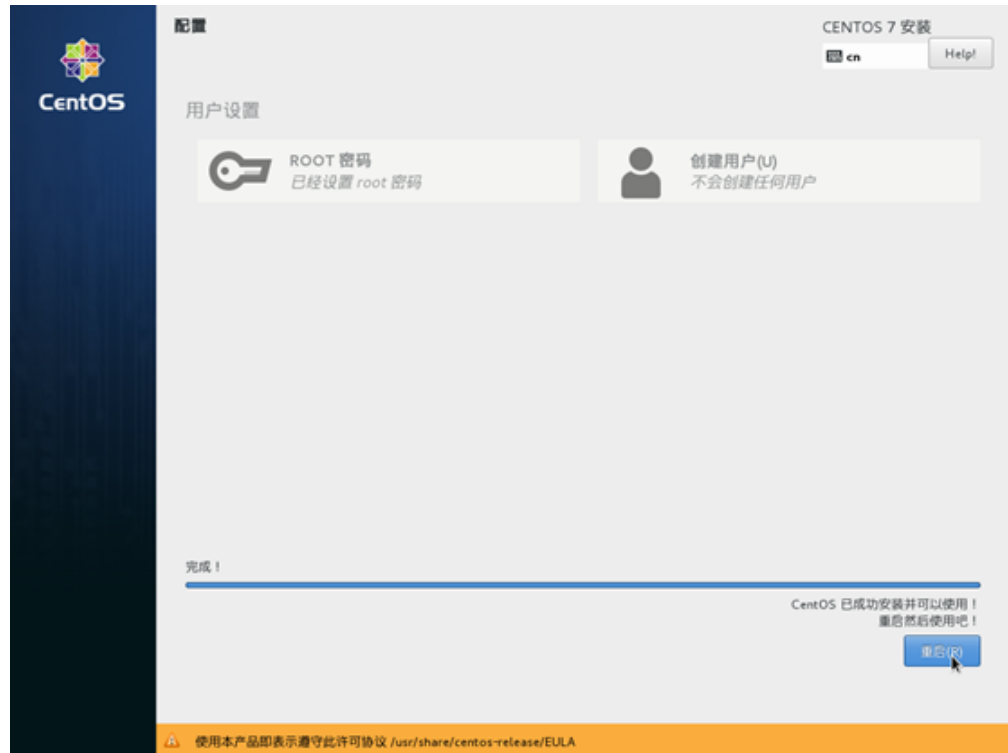 CentOS
配置
CENTOS 7 安装
cn
Help!
用户设置
ROOT 密码
已经设置 root 密码
创建用户(U)
不会创建任何用户
完成！
CentOS 已成功安装并可以使用！
重启然后使用吧！
重启(R)
使用本产品即表示遵守此许可协议 /usr/share/centos-release/EULA